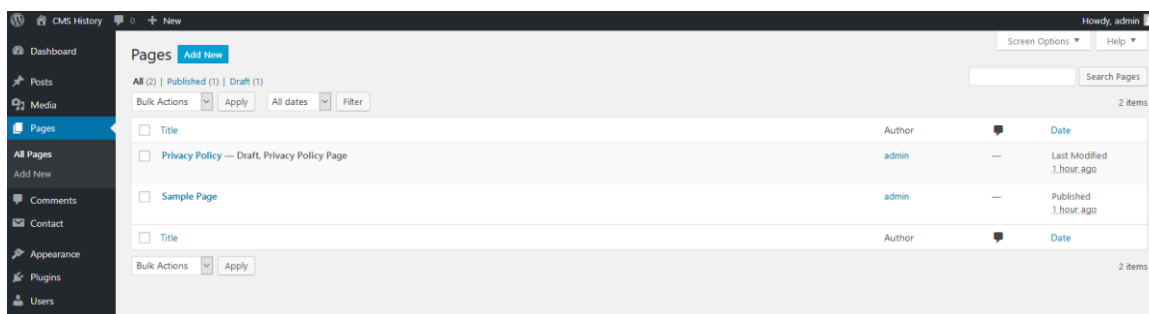 CMS History 0 + New Howdy, admin
Dashboard
Posts
Media
Pages
All Pages
Add New
Comments
Contact
Appearance
Plugins
Users
Screen Options ▼ Help ▼
Pages Add New
All (2) | Published (1) | Draft (1)
Search Pages
Bulk Actions Apply All dates Filter 2 items
Title Author Date
Privacy Policy — Draft, Privacy Policy Page admin — Last Modified
1 hour ago
Sample Page admin — Published
1 hour ago
Title Author Date
Bulk Actions Apply 2 items